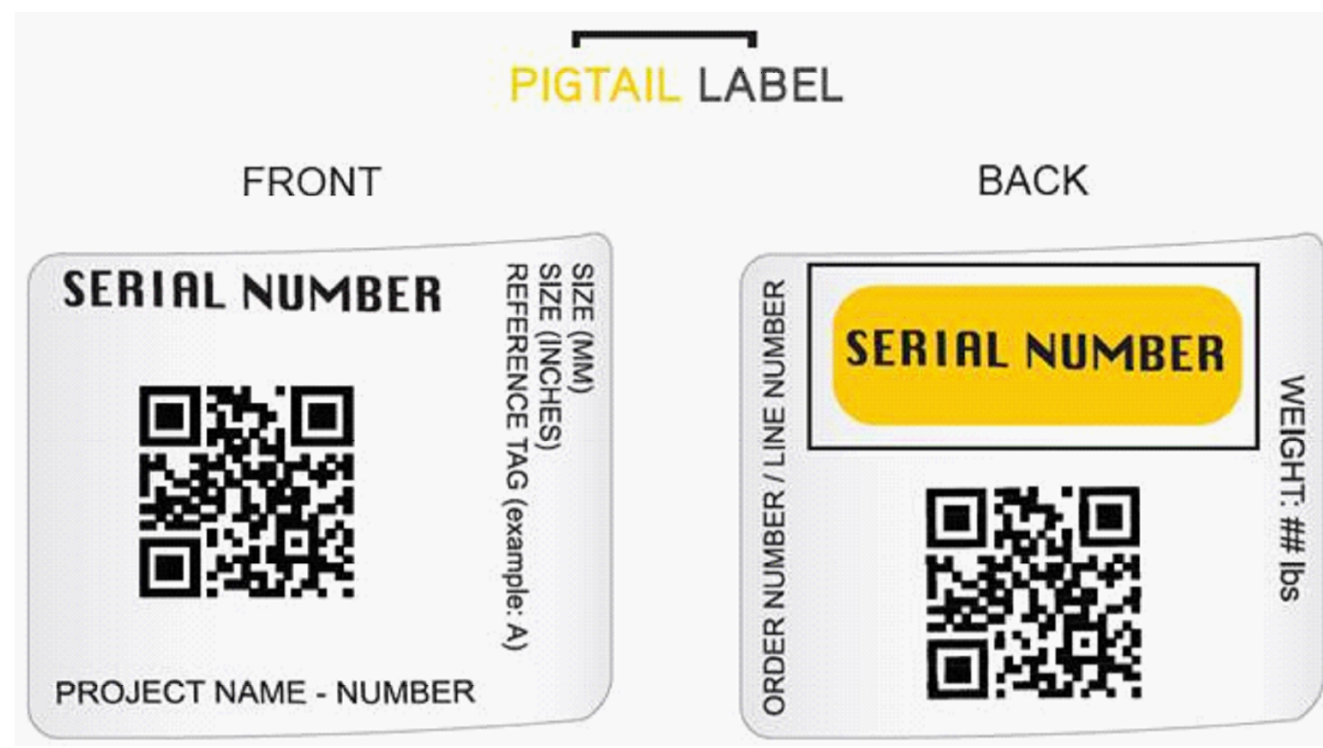 PIGTAIL LABEL
FRONT
SERIAL NUMBER
SIZE (MM)
SIZE (INCHES)
REFERENCE TAG (example: A)
PROJECT NAME - NUMBER
BACK
ORDER NUMBER / LINE NUMBER
SERIAL NUMBER
WEIGHT: ## lbs